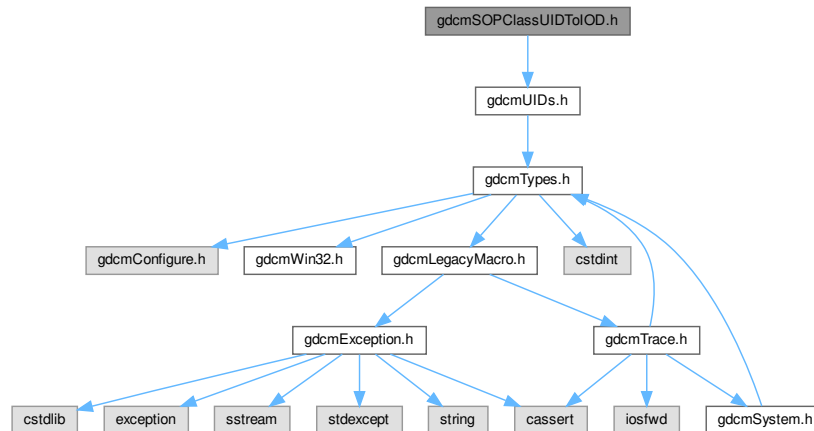 gdcmSOPClassUIDToIOD.h
gdcmUIDs.h
gdcmTypes.h
gdcmConfigure.h
gdcmWin32.h
gdcmLegacyMacro.h
cstdint
gdcmException.h
gdcmTrace.h
cstdlib
exception
sstream
stdexcept
string
cassert
iosfwd
gdcmSystem.h